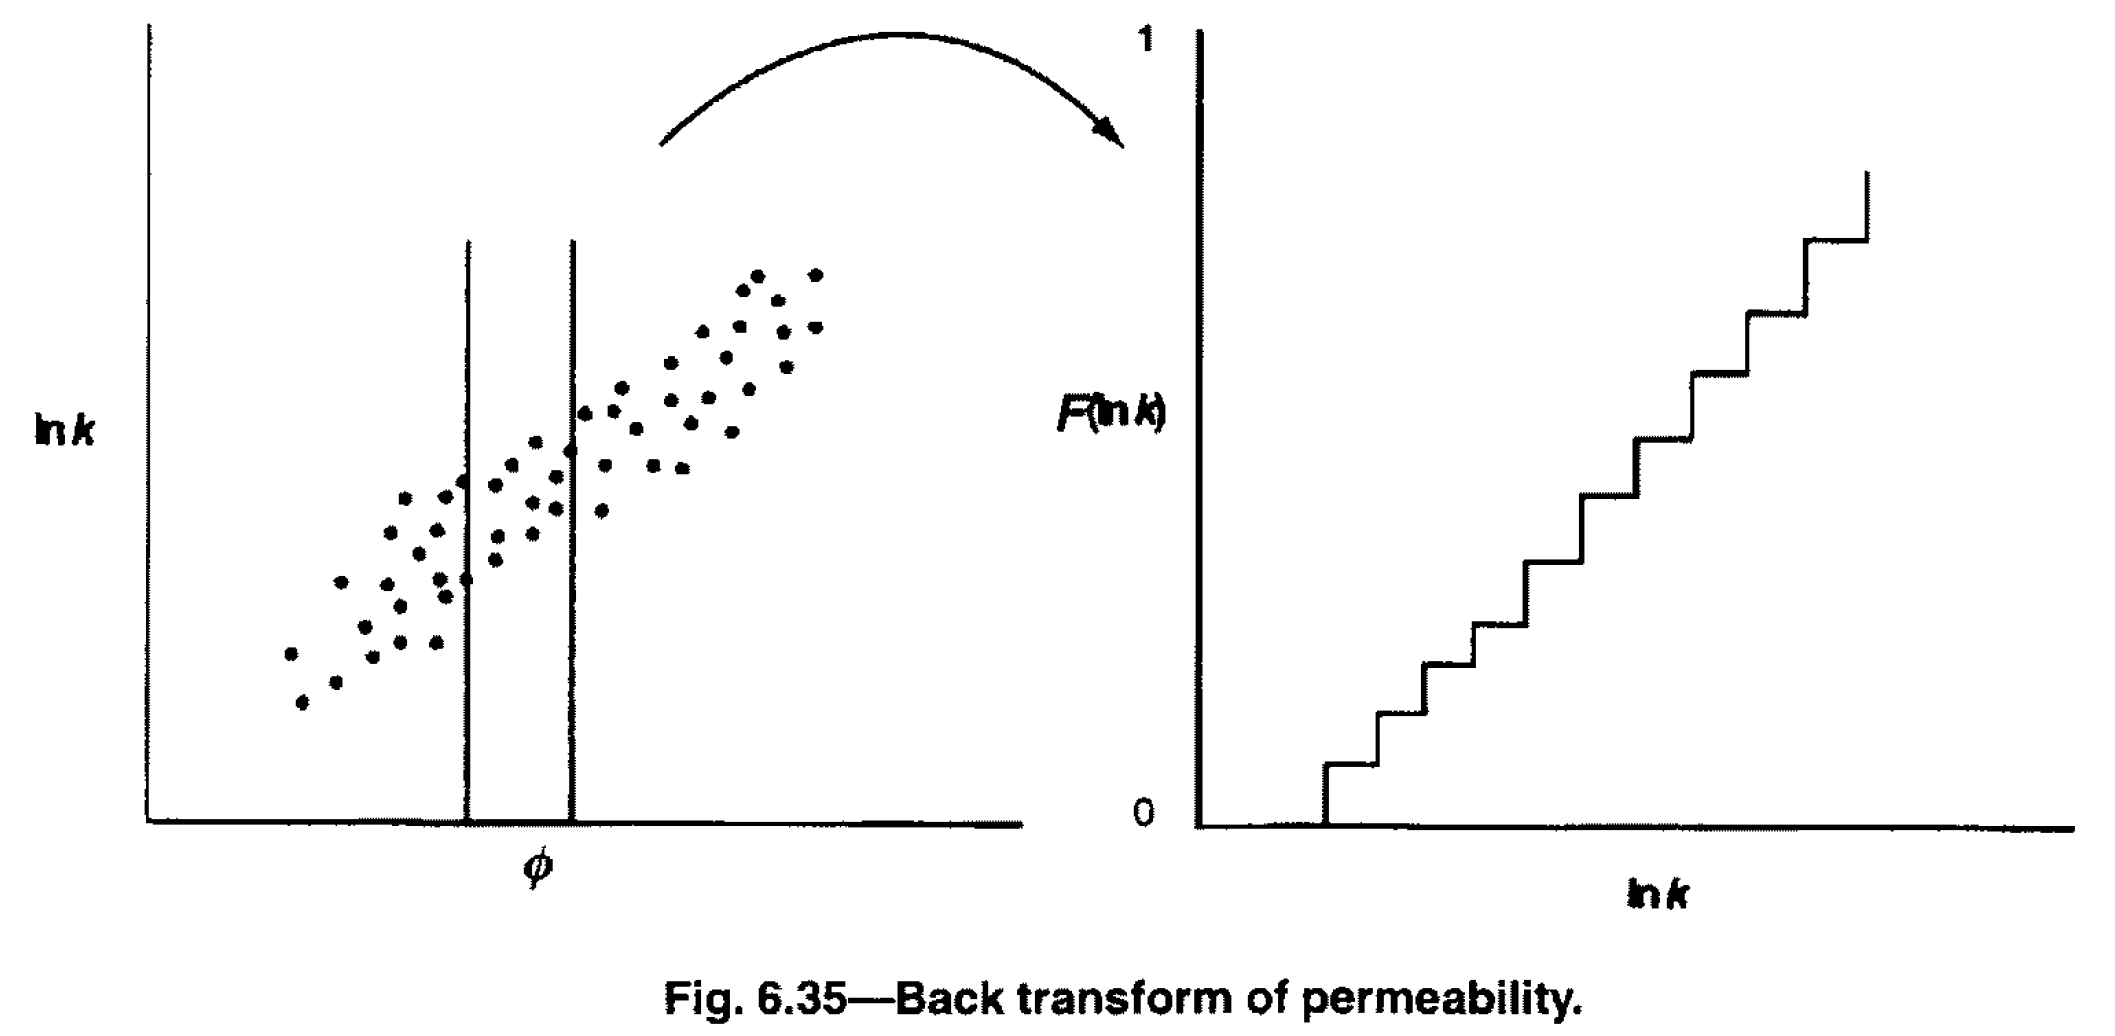 ln k
ϕ
1
F(ln k)
0
ln k
Fig. 6.35—Back transform of permeability.